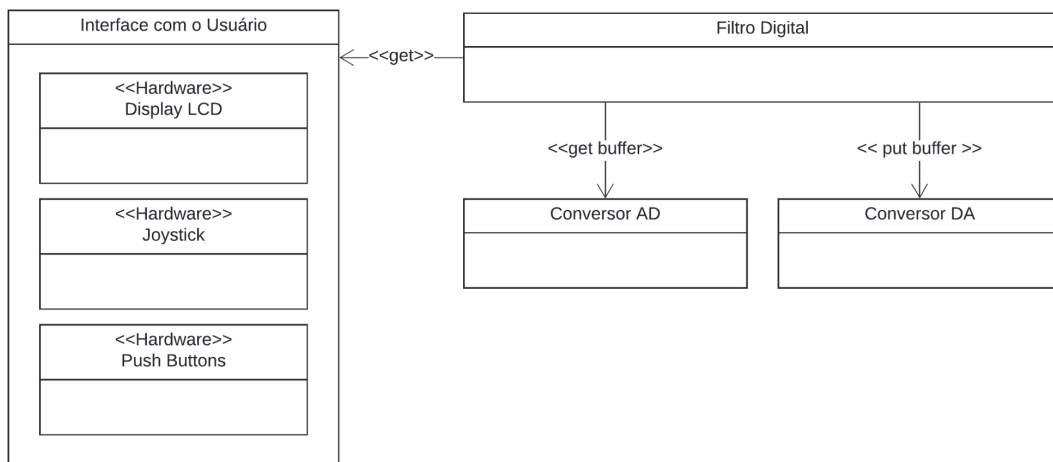 Interface com o Usuário
<<Hardware>>
Display LCD
<<Hardware>>
Joystick
<<Hardware>>
Push Buttons
<<get>>
Filtro Digital
<<get buffer>>
<< put buffer >>
Conversor AD
Conversor DA